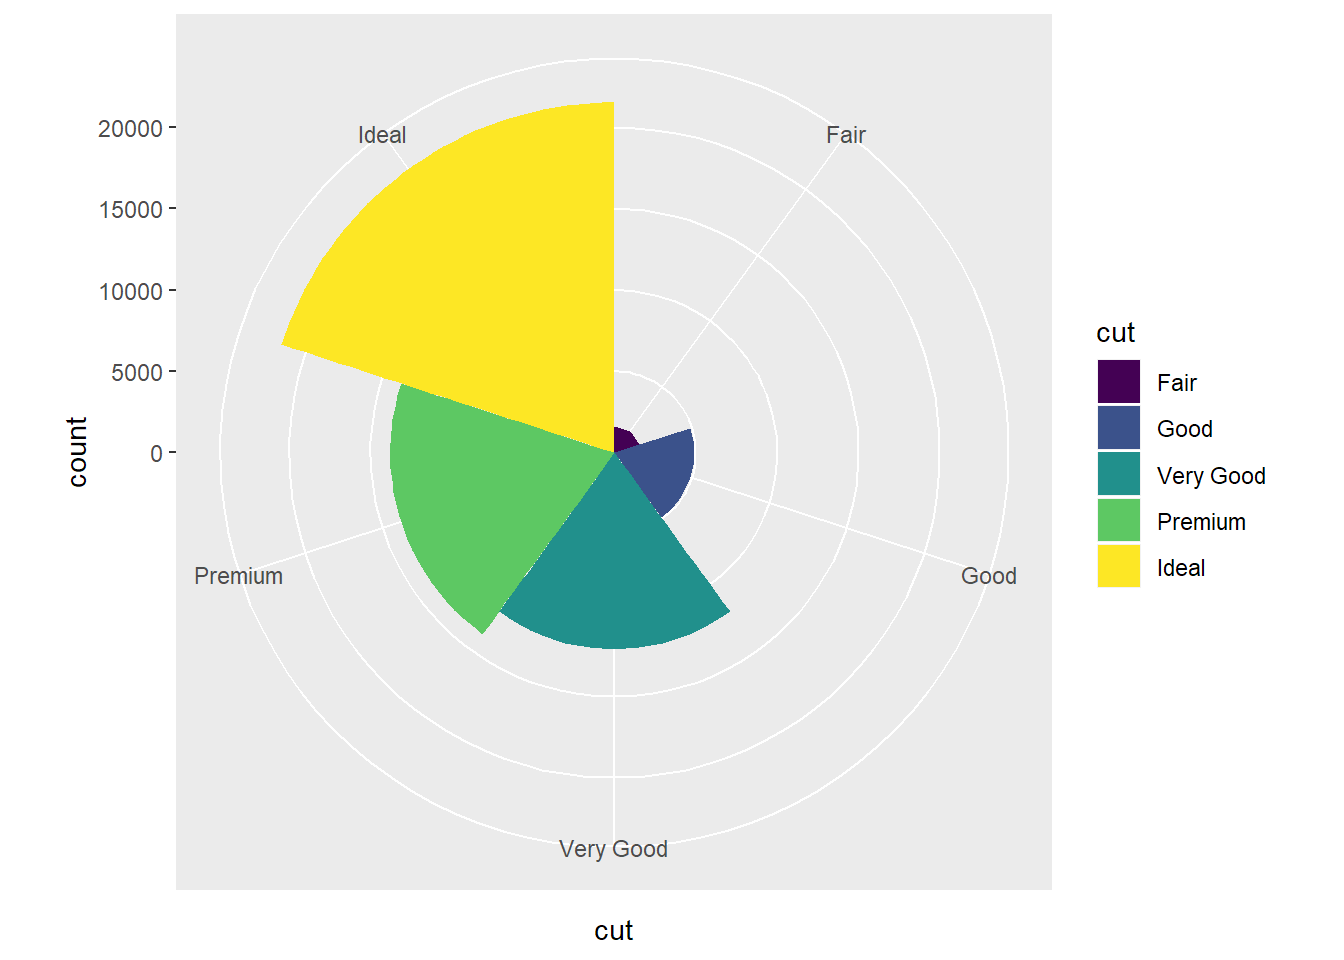 20000
15000
10000
5000
0
count
Ideal
Fair
Premium
Good
Very Good
cut
cut
Fair
Good
Very Good
Premium
Ideal